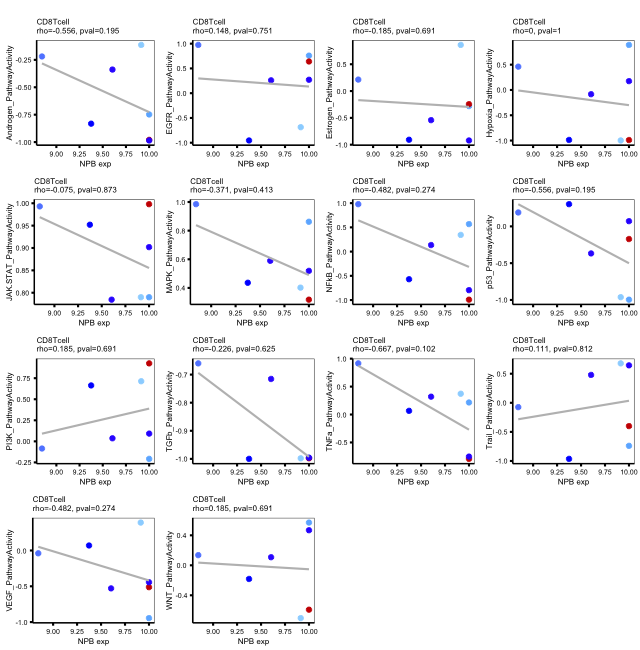 CD8Tcell
rho=-0.556, pval=0.195
Androgen_PathwayActivity
-0.25
-0.50
-0.75
-1.00
9.00 9.25 9.50 9.75 10.00
NPB exp
CD8Tcell
rho=0.148, pval=0.751
EGFR_PathwayActivity
1.0
0.5
0.0
-0.5
-1.0
9.00 9.25 9.50 9.75 10.00
NPB exp
CD8Tcell
rho=-0.185, pval=0.691
Estrogen_PathwayActivity
0.5
0.0
-0.5
-1.0
9.00 9.25 9.50 9.75 10.00
NPB exp
CD8Tcell
rho=0, pval=1
Hypoxia_PathwayActivity
0.5
0.0
-0.5
-1.0
9.00 9.25 9.50 9.75 10.00
NPB exp
CD8Tcell
rho=-0.075, pval=0.873
JAK.STAT_PathwayActivity
1.00
0.95
0.90
0.85
0.80
9.00 9.25 9.50 9.75 10.00
NPB exp
CD8Tcell
rho=-0.371, pval=0.413
MAPK_PathwayActivity
1.0
0.8
0.6
0.4
9.00 9.25 9.50 9.75 10.00
NPB exp
CD8Tcell
rho=-0.482, pval=0.274
NFkB_PathwayActivity
1.0
0.5
0.0
-0.5
-1.0
9.00 9.25 9.50 9.75 10.00
NPB exp
CD8Tcell
rho=-0.556, pval=0.195
p53_PathwayActivity
0.0
-0.5
-1.0
9.00 9.25 9.50 9.75 10.00
NPB exp
CD8Tcell
rho=0.185, pval=0.691
PI3K_PathwayActivity
0.75
0.50
0.25
0.00
-0.25
9.00 9.25 9.50 9.75 10.00
NPB exp
CD8Tcell
rho=-0.226, pval=0.625
TGFb_PathwayActivity
-0.7
-0.8
-0.9
-1.0
9.00 9.25 9.50 9.75 10.00
NPB exp
CD8Tcell
rho=-0.667, pval=0.102
TNFa_PathwayActivity
1.0
0.5
0.0
-0.5
9.00 9.25 9.50 9.75 10.00
NPB exp
CD8Tcell
rho=0.111, pval=0.812
Trail_PathwayActivity
0.5
0.0
-0.5
-1.0
9.00 9.25 9.50 9.75 10.00
NPB exp
CD8Tcell
rho=-0.482, pval=0.274
VEGF_PathwayActivity
0.0
-0.5
-1.0
9.00 9.25 9.50 9.75 10.00
NPB exp
CD8Tcell
rho=0.185, pval=0.691
WNT_PathwayActivity
0.4
0.0
-0.4
9.00 9.25 9.50 9.75 10.00
NPB exp